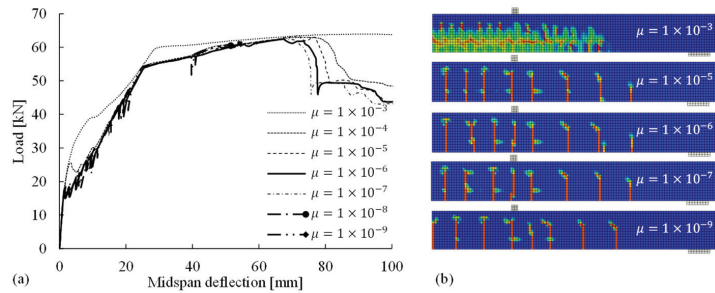 (a)
70
60
50
40
30
20
10
0
Load [kN]
0 20 40 60 80 100
Midspan deflection [mm]
μ = 1 × 10⁻³
μ = 1 × 10⁻⁴
μ = 1 × 10⁻⁵
μ = 1 × 10⁻⁶
μ = 1 × 10⁻⁷
μ = 1 × 10⁻⁸
μ = 1 × 10⁻⁹
(b)
μ = 1 × 10⁻³
μ = 1 × 10⁻⁵
μ = 1 × 10⁻⁶
μ = 1 × 10⁻⁷
μ = 1 × 10⁻⁹